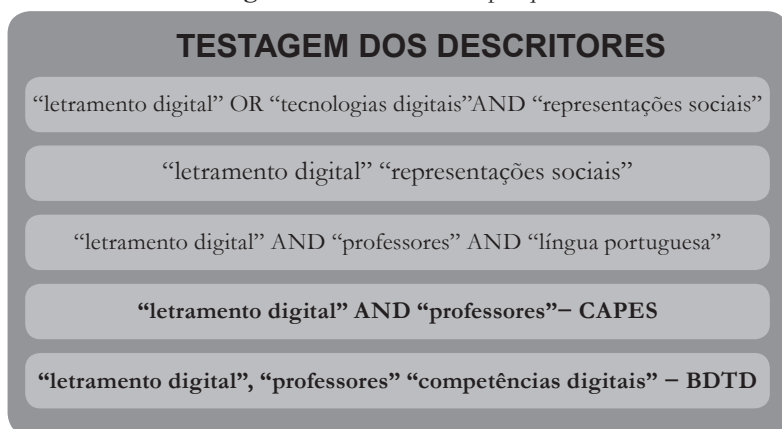 TESTAGEM DOS DESCRITORES
“letramento digital” OR “tecnologias digitais”AND “representações sociais”
“letramento digital” “representações sociais”
“letramento digital” AND “professores” AND “língua portuguesa”
“letramento digital” AND “professores”− CAPES
“letramento digital”, “professores” “competências digitais” − BDTD